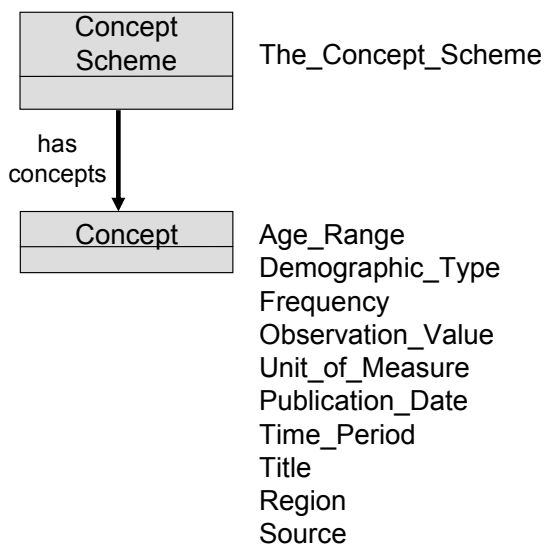 Concept
Scheme
The_Concept_Scheme
has
concepts
Concept
Age_Range
Demographic_Type
Frequency
Observation_Value
Unit_of_Measure
Publication_Date
Time_Period
Title
Region
Source